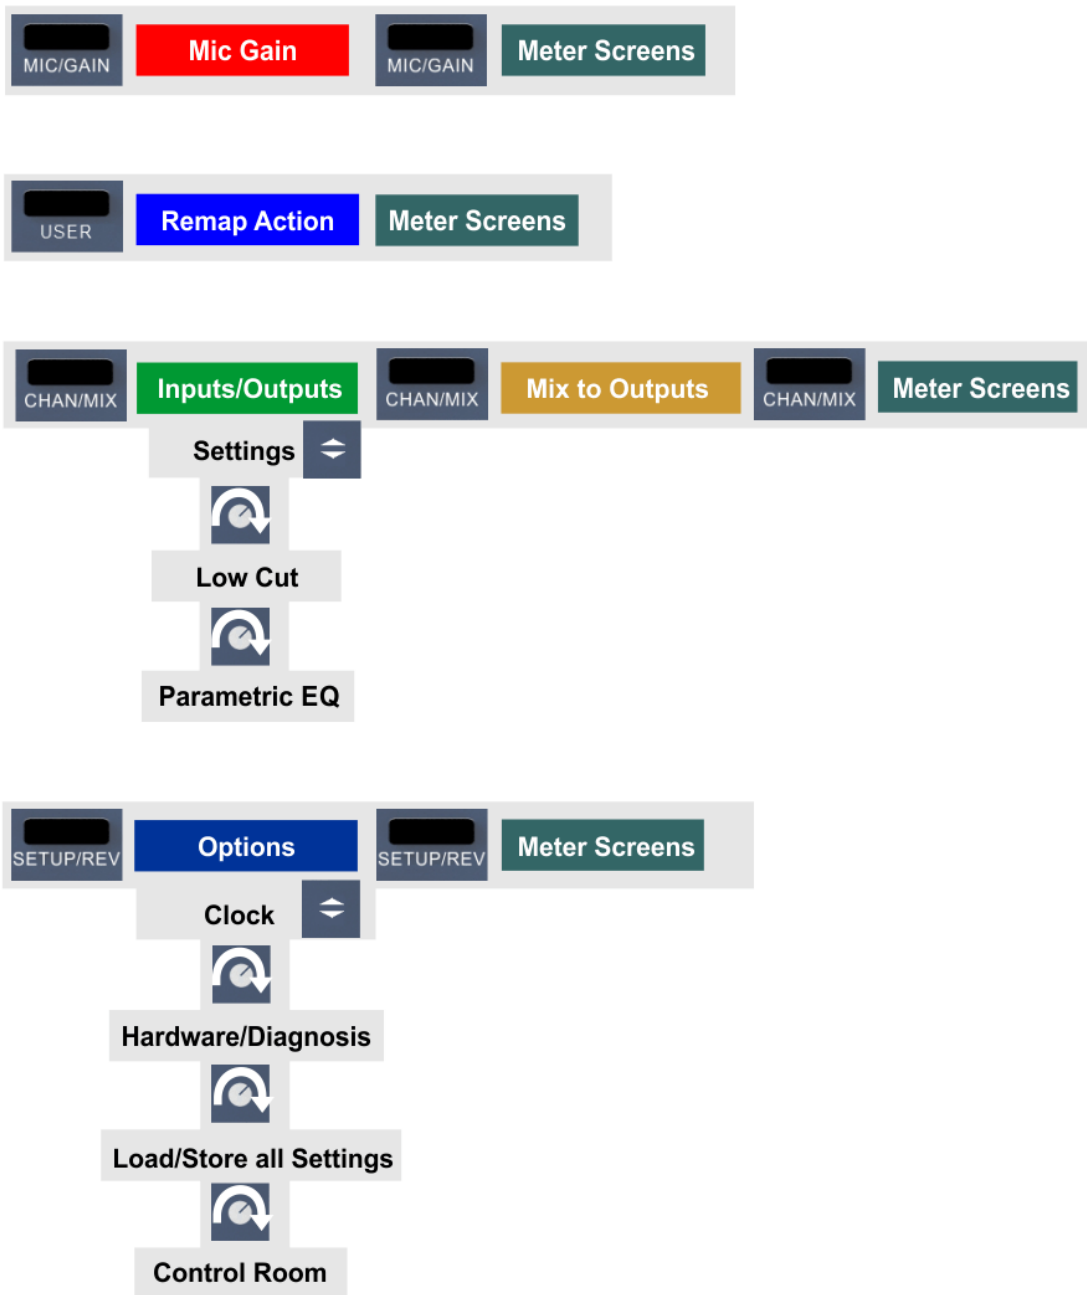 MIC/GAIN Mic Gain MIC/GAIN Meter Screens
USER Remap Action Meter Screens
CHAN/MIX Inputs/Outputs CHAN/MIX Mix to Outputs CHAN/MIX Meter Screens
Settings
Low Cut
Parametric EQ
SETUP/REV Options SETUP/REV Meter Screens
Clock
Hardware/Diagnosis
Load/Store all Settings
Control Room